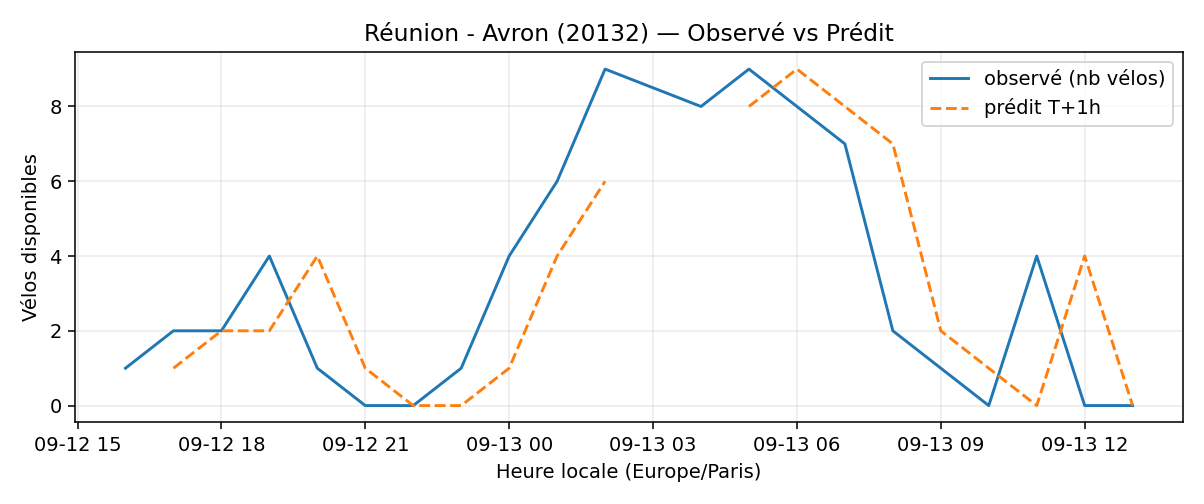 Réunion - Avron (20132) — Observé vs Prédit
observé (nb vélos)
prédit T+1h
Vélos disponibles
8
6
4
2
0
09-12 15
09-12 18
09-12 21
09-13 00
09-13 03
09-13 06
09-13 09
09-13 12
Heure locale (Europe/Paris)